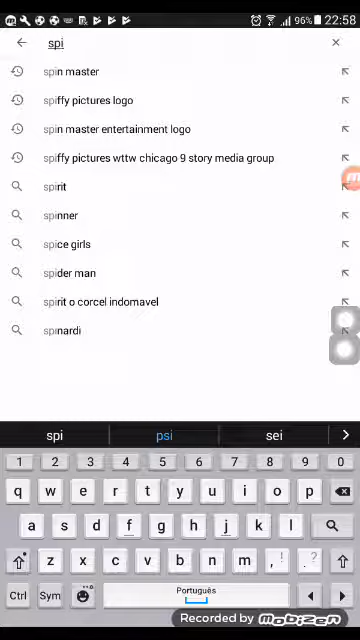 96% 22:58
spi
spin master
spiffy pictures logo
spin master entertainment logo
spiffy pictures wttw chicago 9 story media group
spirit
spinner
spice girls
spider man
spirit o corcel indomavel
spinardi
spi psi sei
1 2 3 4 5 6 7 8 9 0
q w e r t y u i o p
a s d f g h j k l
z x c v b n m , ! . ?
Ctrl Sym Português
Recorded by MOBIZEN